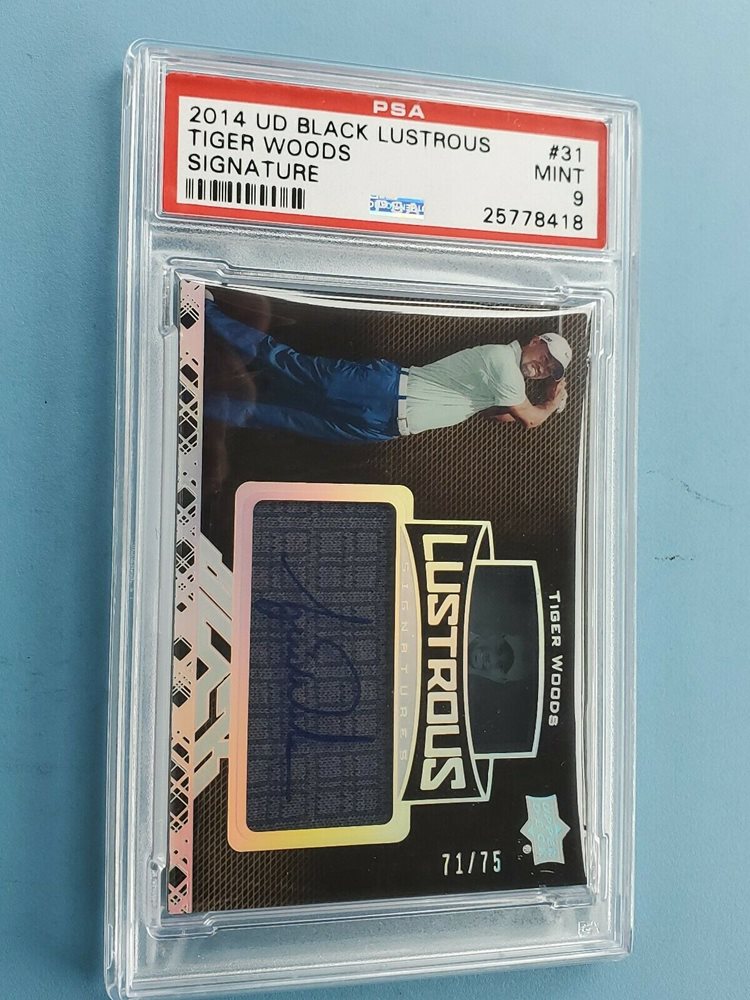 PSA
2014 UD BLACK LUSTROUS
#31
TIGER WOODS
MINT
SIGNATURE
9
25778418
TIGER WOODS
LUSTROUS
SIGNATURES
71/75